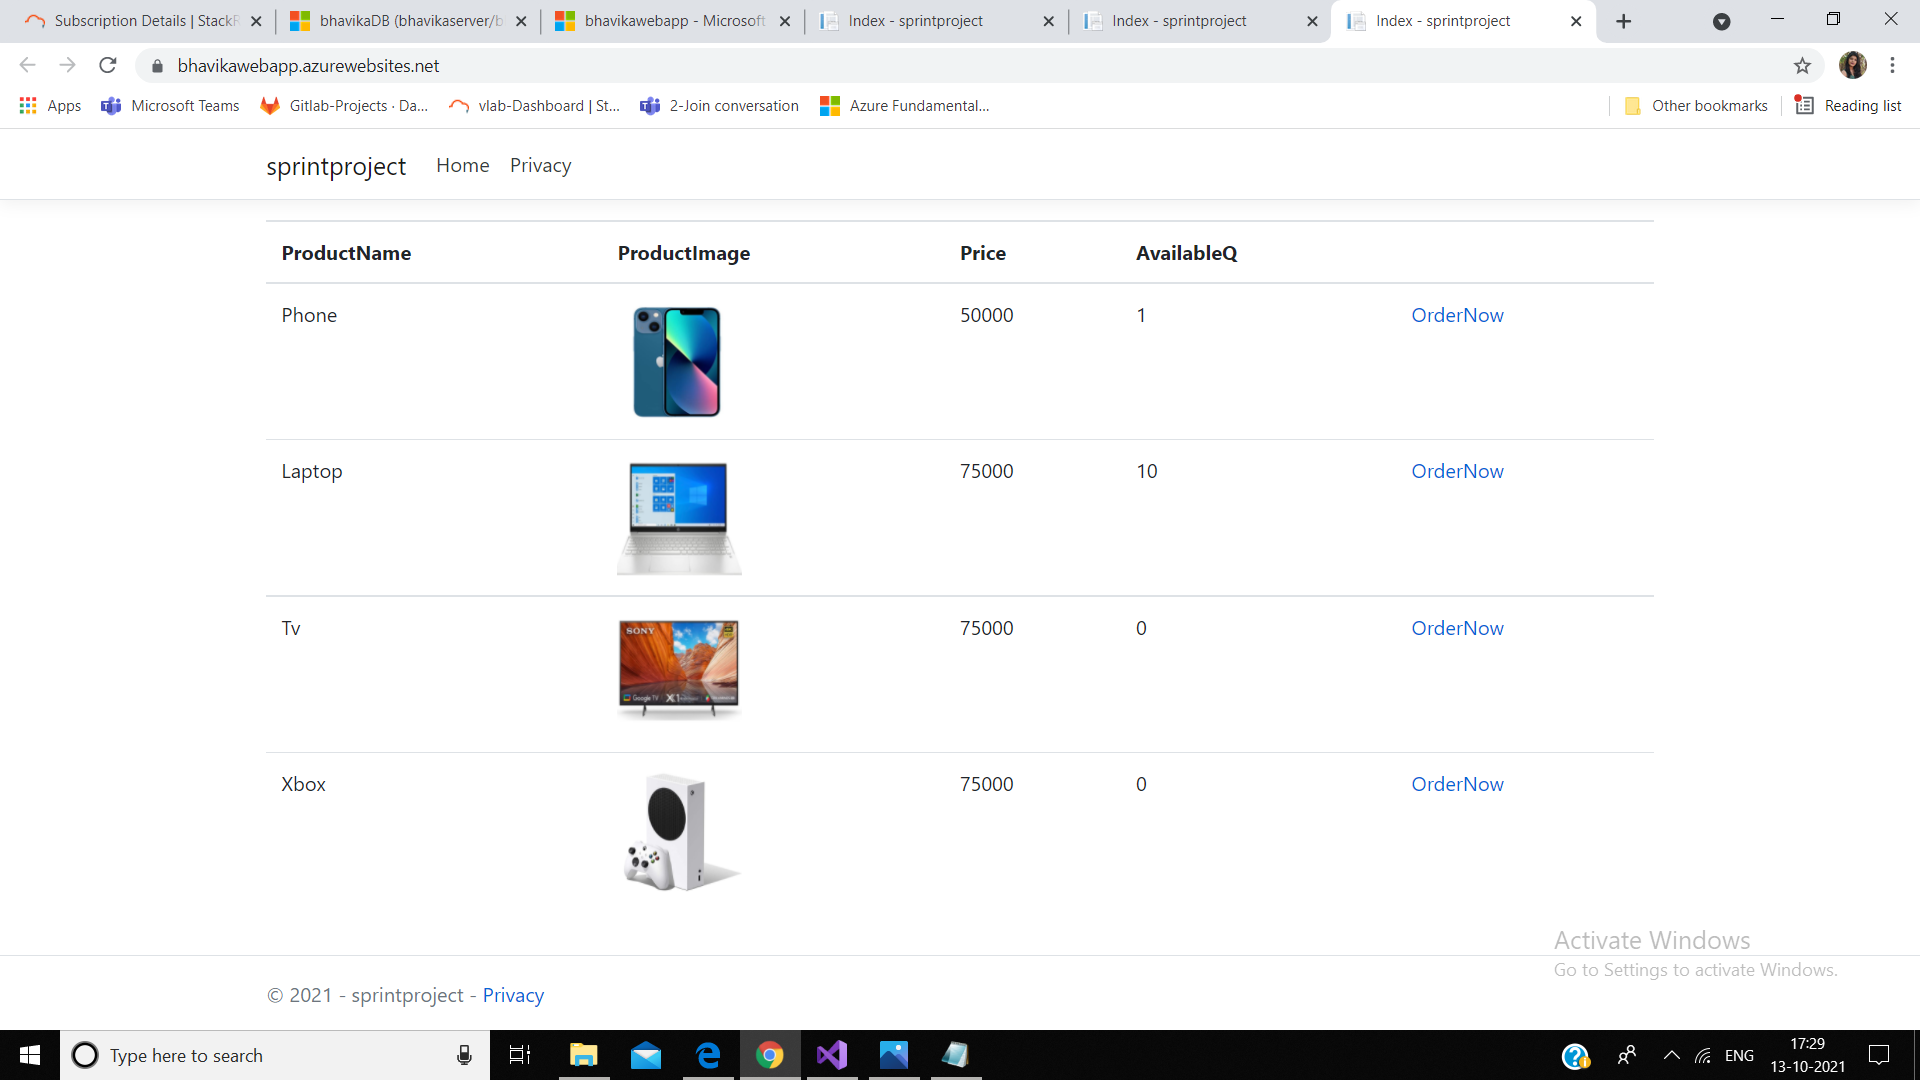 Subscription Details | StackR
bhavikaDB (bhavikaserver/b
bhavikawebapp - Microsoft
Index - sprintproject
Index - sprintproject
Index - sprintproject
bhavikawebapp.azurewebsites.net
Apps
Microsoft Teams
Gitlab-Projects · Da...
vlab-Dashboard | St...
2-Join conversation
Azure Fundamental...
Other bookmarks
Reading list
sprintproject Home Privacy
ProductName ProductImage Price AvailableQ
Phone 50000 1 OrderNow
Laptop 75000 10 OrderNow
Tv 75000 0 OrderNow
SONY
Google TV X1
Xbox 75000 0 OrderNow
Activate Windows
Go to Settings to activate Windows.
© 2021 - sprintproject - Privacy
Type here to search
ENG
17:29
13-10-2021